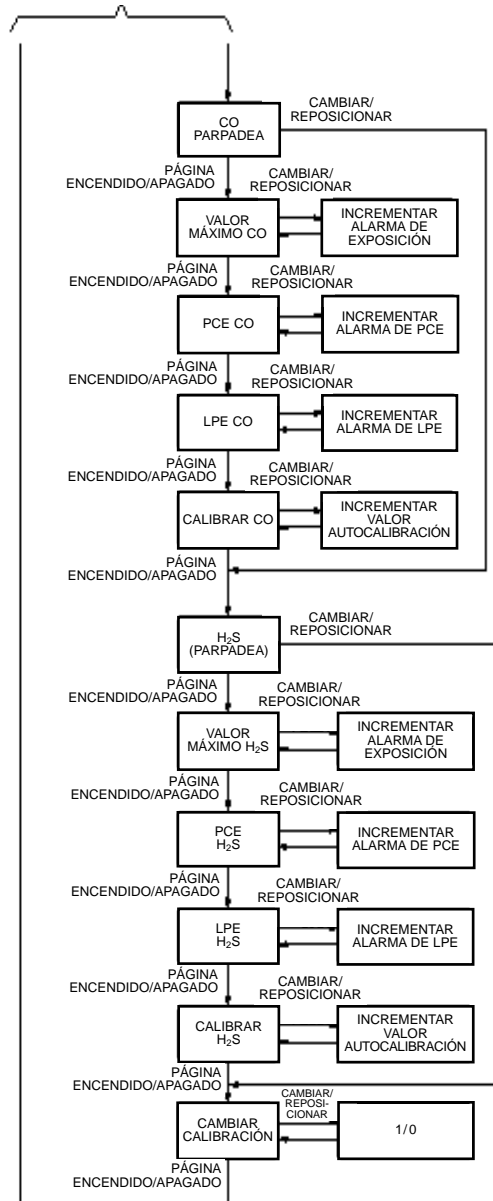 CO
PARPADEA
CAMBIAR/
REPOSICIONAR
PÁGINA
ENCENDIDO/APAGADO
CAMBIAR/
REPOSICIONAR
VALOR
MÁXIMO CO
INCREMENTAR
ALARMA DE
EXPOSICIÓN
PÁGINA
ENCENDIDO/APAGADO
CAMBIAR/
REPOSICIONAR
PCE CO
INCREMENTAR
ALARMA DE PCE
PÁGINA
ENCENDIDO/APAGADO
CAMBIAR/
REPOSICIONAR
LPE CO
INCREMENTAR
ALARMA DE LPE
PÁGINA
ENCENDIDO/APAGADO
CAMBIAR/
REPOSICIONAR
CALIBRAR CO
INCREMENTAR
VALOR
AUTOCALIBRACIÓN
PÁGINA
ENCENDIDO/APAGADO
H₂S
(PARPADEA)
CAMBIAR/
REPOSICIONAR
PÁGINA
ENCENDIDO/APAGADO
CAMBIAR/
REPOSICIONAR
VALOR
MÁXIMO H₂S
INCREMENTAR
ALARMA DE
EXPOSICIÓN
PÁGINA
ENCENDIDO/APAGADO
CAMBIAR/
REPOSICIONAR
PCE
H₂S
INCREMENTAR
ALARMA DE PCE
PÁGINA
ENCENDIDO/APAGADO
CAMBIAR/
REPOSICIONAR
LPE
H₂S
INCREMENTAR
ALARMA DE LPE
PÁGINA
ENCENDIDO/APAGADO
CAMBIAR/
REPOSICIONAR
CALIBRAR
H₂S
INCREMENTAR
VALOR
AUTOCALIBRACIÓN
PÁGINA
ENCENDIDO/APAGADO
CAMBIAR/
REPOSI-
CIONAR
CAMBIAR
CALIBRACIÓN
1/0
PÁGINA
ENCENDIDO/APAGADO